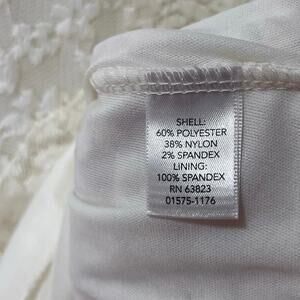 SHELL:
60% POLYESTER
38% NYLON
2% SPANDEX
LINING:
100% SPANDEX
RN 63823
01575-1176